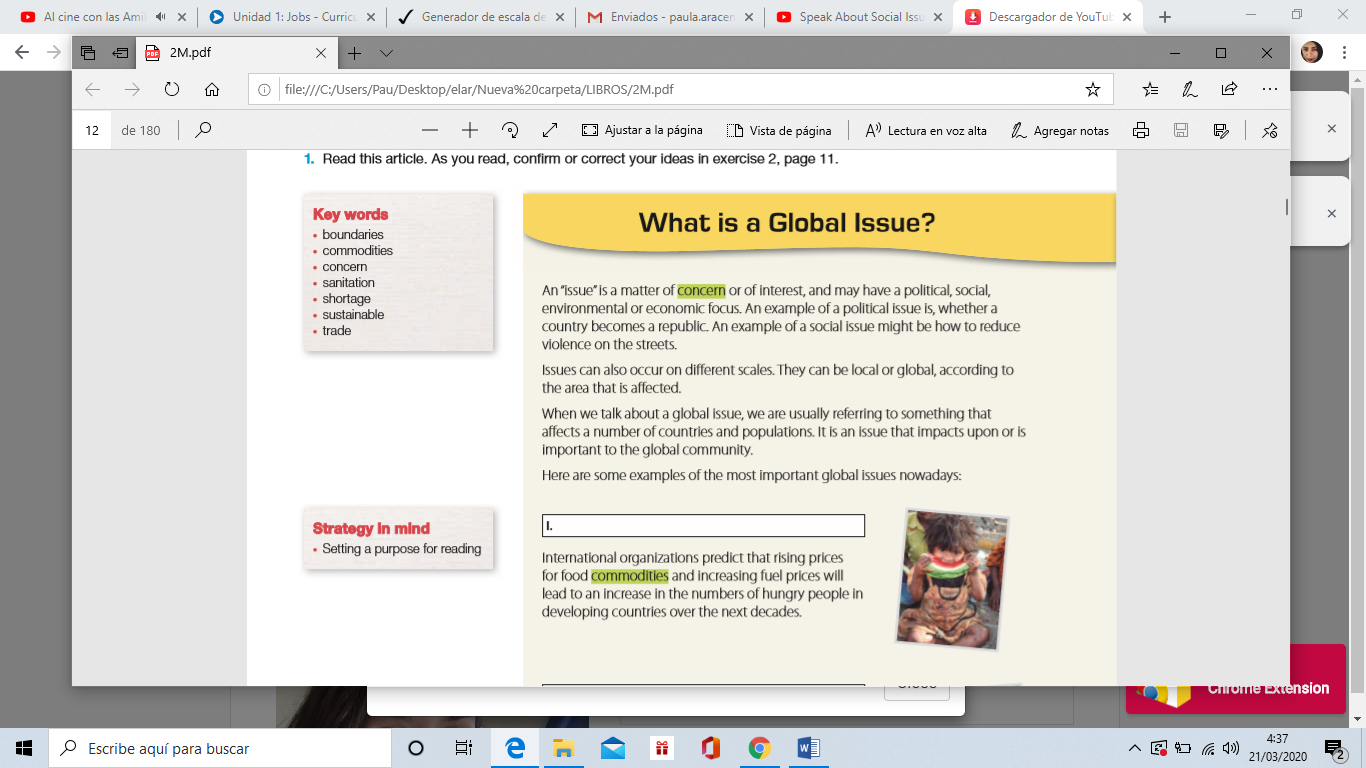 Al cine con las Ami
Unidad 1: Jobs - Curricu
Generador de escala de
Enviados - paula.aracen
Speak About Social Issu
Descargador de YouTub
2M.pdf
file:///C:/Users/Pau/Desktop/elar/Nueva%20carpeta/LIBROS/2M.pdf
12 de 180
Ajustar a la página
Vista de página
Lectura en voz alta
Agregar notas
1. Read this article. As you read, confirm or correct your ideas in exercise 2, page 11.
Key words
• boundaries
• commodities
• concern
• sanitation
• shortage
• sustainable
• trade
What is a Global Issue?
An “issue” is a matter of concern or of interest, and may have a political, social,
environmental or economic focus. An example of a political issue is, whether a
country becomes a republic. An example of a social issue might be how to reduce
violence on the streets.
Issues can also occur on different scales. They can be local or global, according to
the area that is affected.
When we talk about a global issue, we are usually referring to something that
affects a number of countries and populations. It is an issue that impacts upon or is
important to the global community.
Here are some examples of the most important global issues nowadays:
Strategy in mind
• Setting a purpose for reading
I.
International organizations predict that rising prices
for food commodities and increasing fuel prices will
lead to an increase in the numbers of hungry people in
developing countries over the next decades.
Chrome Extension
Escribe aquí para buscar
4:37
21/03/2020
2